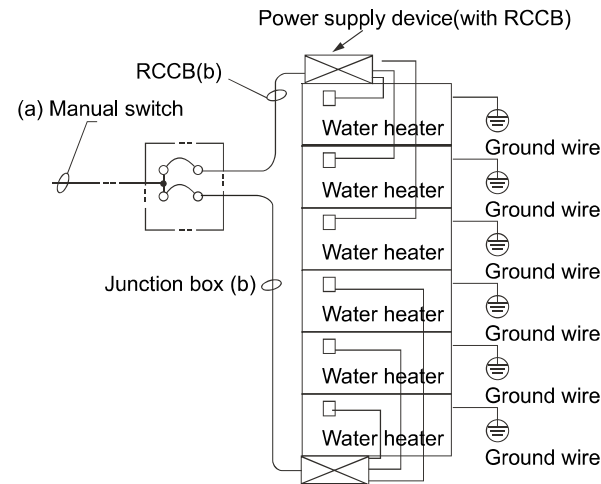 Power supply device(with RCCB)
RCCB(b)
(a) Manual switch
Water heater
Ground wire
Water heater
Ground wire
Water heater
Ground wire
Junction box (b)
Water heater
Ground wire
Water heater
Ground wire
Water heater
Ground wire